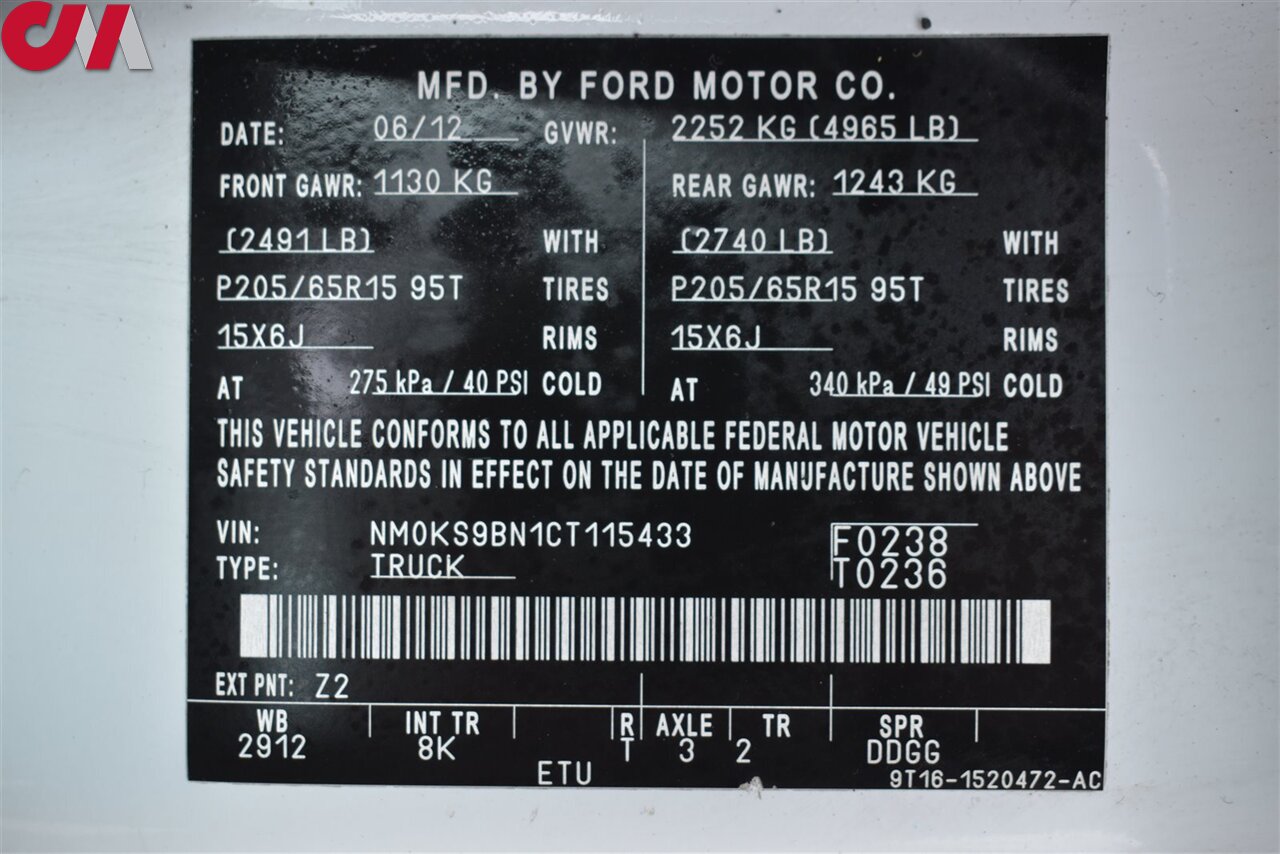 CM
MFD. BY FORD MOTOR CO.
DATE: 06/12 GVWR: 2252 KG (4965 LB)
FRONT GAWR: 1130 KG REAR GAWR: 1243 KG
(2491 LB) WITH (2740 LB) WITH
P205/65R15 95T TIRES P205/65R15 95T TIRES
15X6J RIMS 15X6J RIMS
AT 275 kPa / 40 PSI COLD AT 340 kPa / 49 PSI COLD
THIS VEHICLE CONFORMS TO ALL APPLICABLE FEDERAL MOTOR VEHICLE
SAFETY STANDARDS IN EFFECT ON THE DATE OF MANUFACTURE SHOWN ABOVE
VIN: NM0KS9BN1CT115433 F0238
TYPE: TRUCK T0236
EXT PNT: Z2
WB INT TR R AXLE TR SPR
2912 8K T 3 2 DDGG
ETU 9T16-1520472-AC